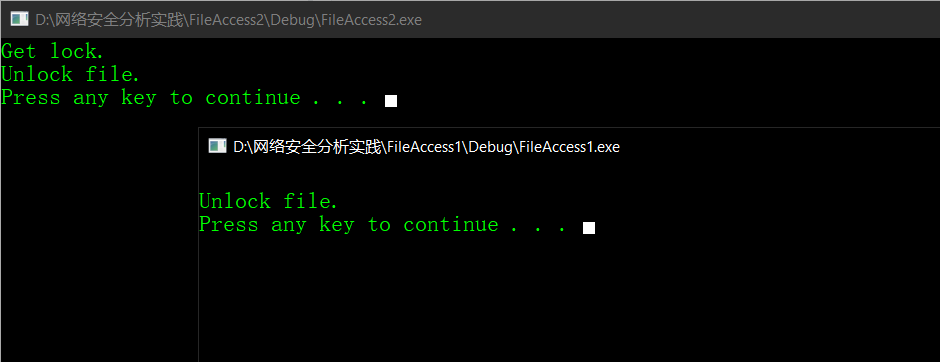 D:\网络安全分析实践\FileAccess2\Debug\FileAccess2.exe
Get lock.
Unlock file.
Press any key to continue . . .
D:\网络安全分析实践\FileAccess1\Debug\FileAccess1.exe
Unlock file.
Press any key to continue . . .